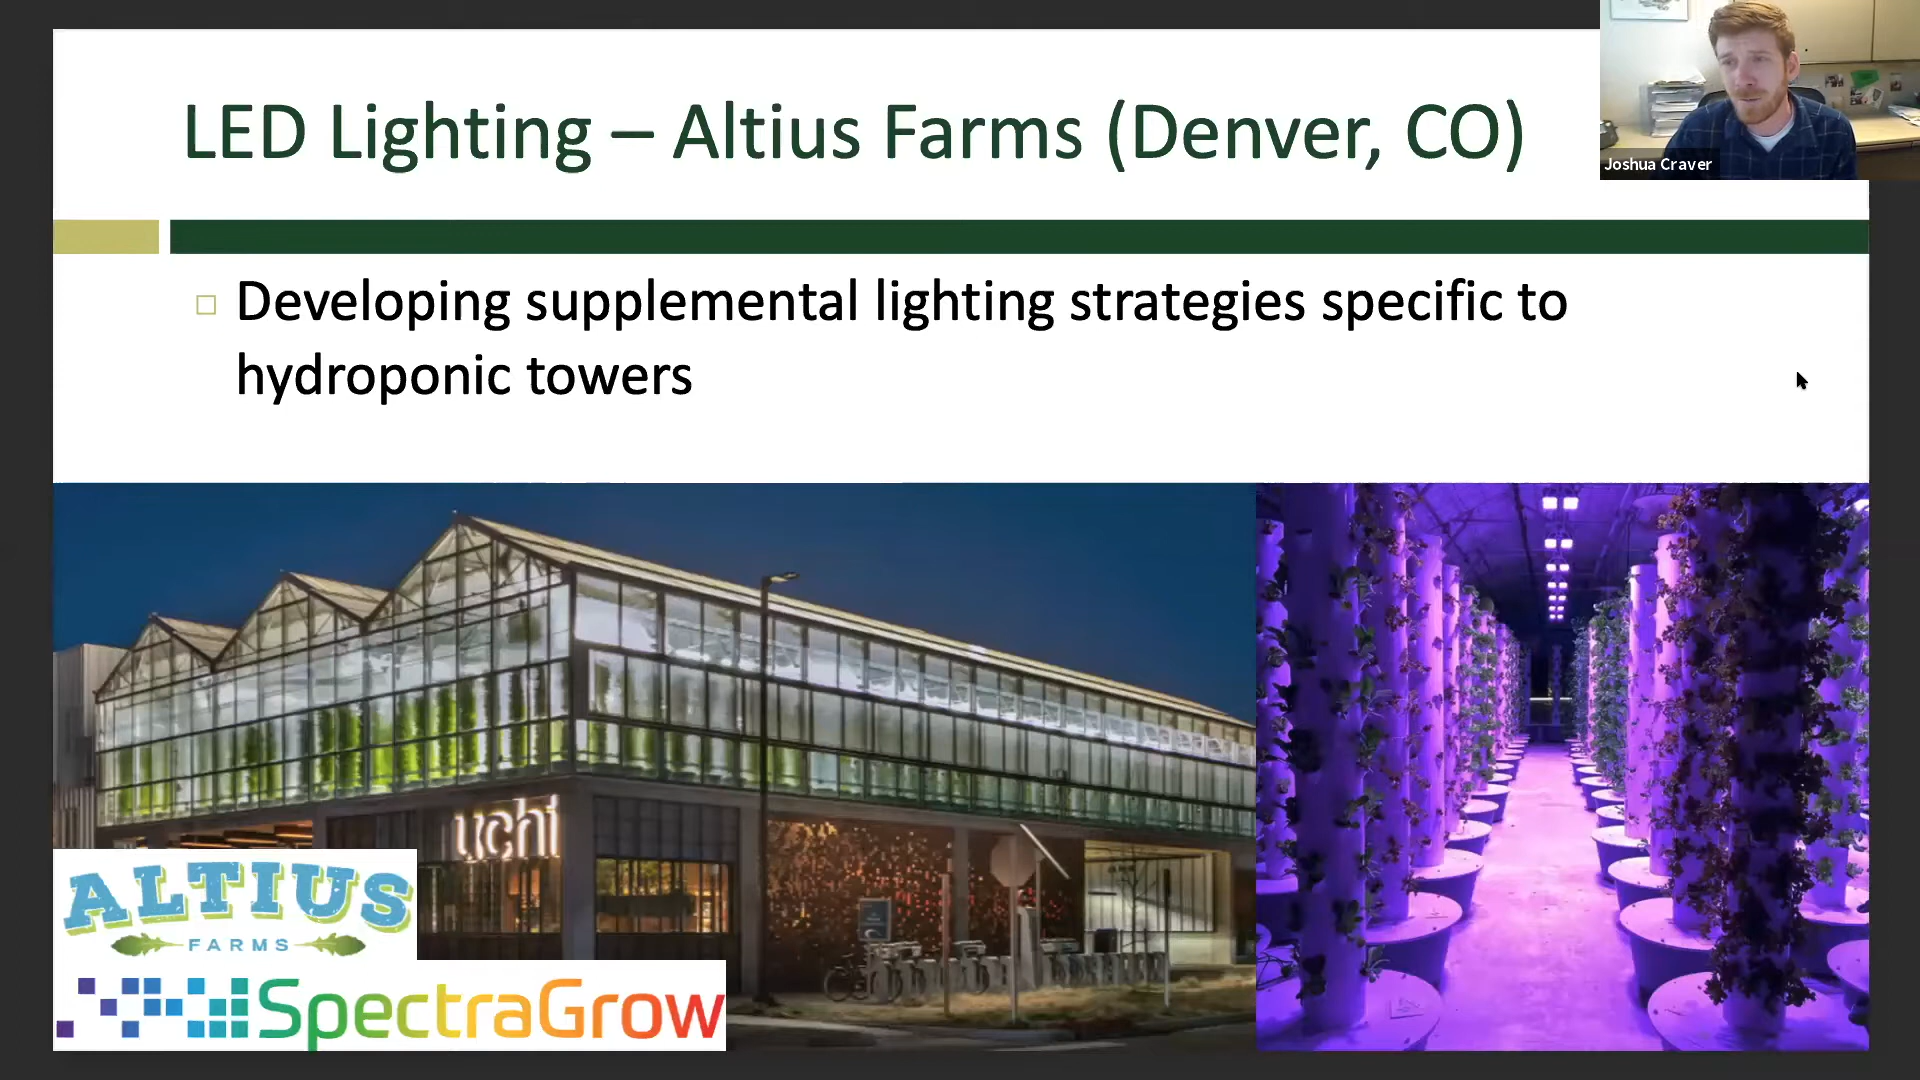 LED Lighting – Altius Farms (Denver, CO)
Joshua Craver
Developing supplemental lighting strategies specific to
hydroponic towers
uchi
ALTIUS
FARMS
SpectraGrow